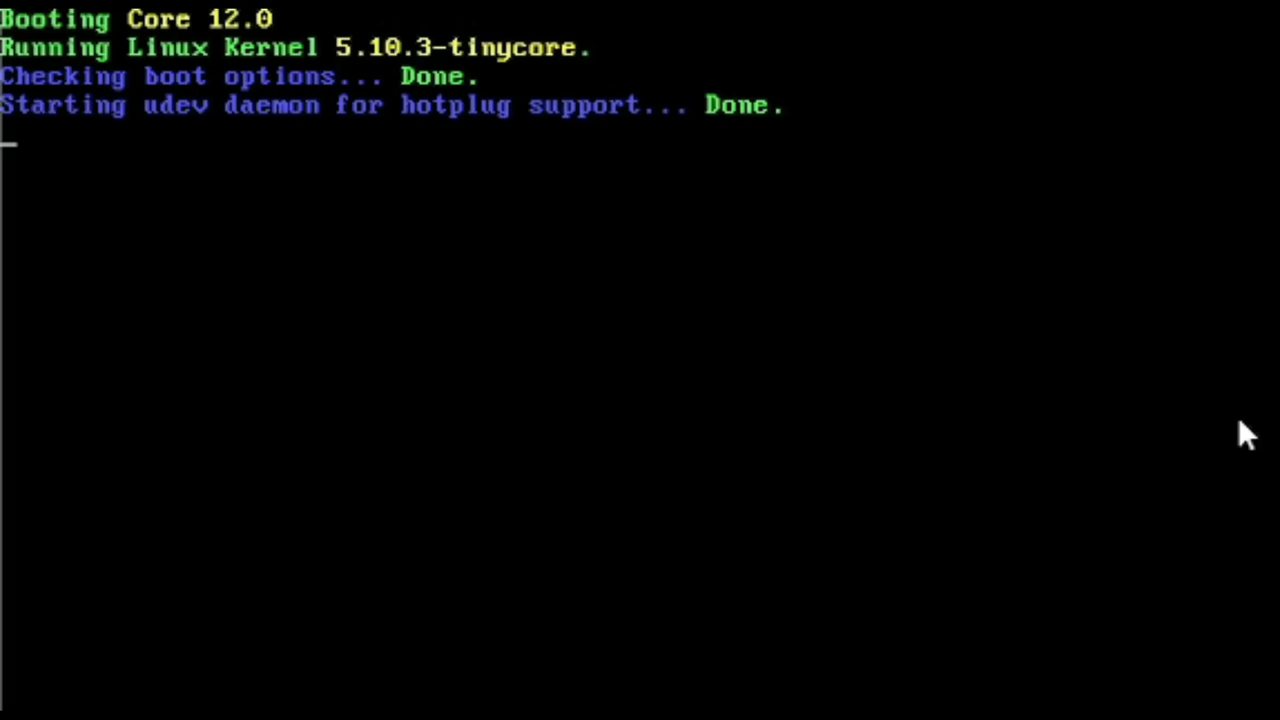 Booting Core 12.0
Running Linux Kernel 5.10.3-tinycore.
Checking boot options... Done.
Starting udev daemon for hotplug support... Done.